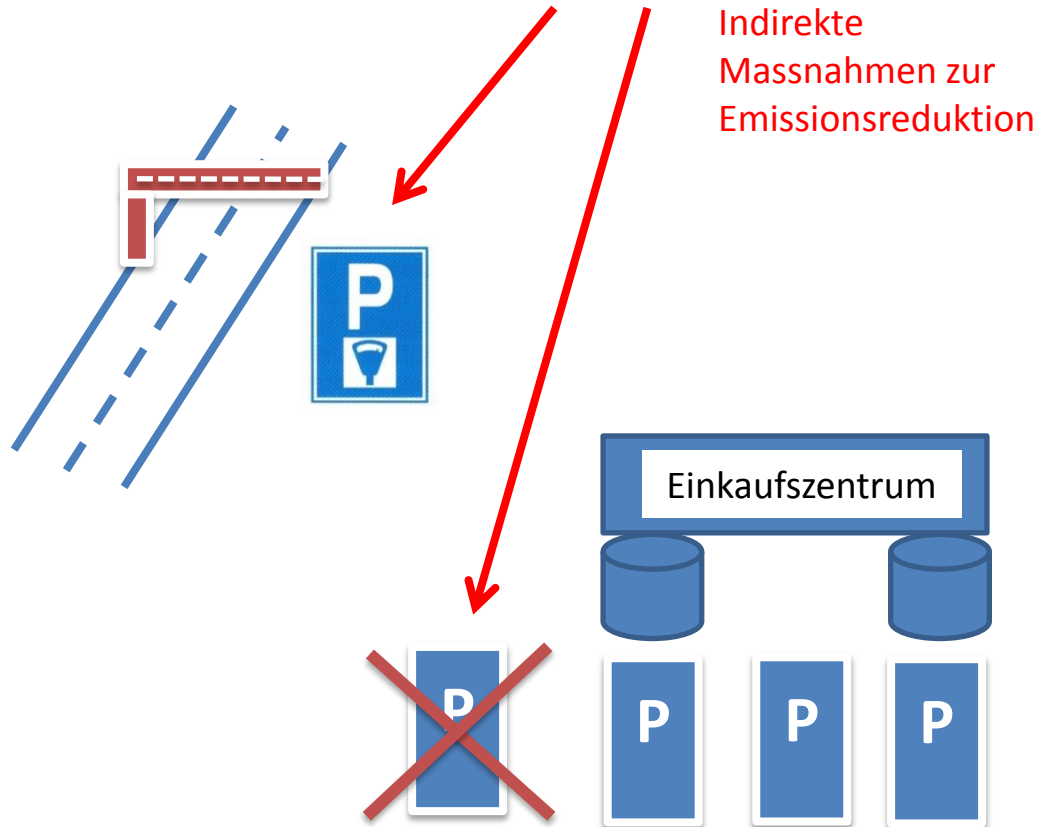 Indirekte
Massnahmen zur
Emissionsreduktion
P
Einkaufszentrum
P
P
P
P